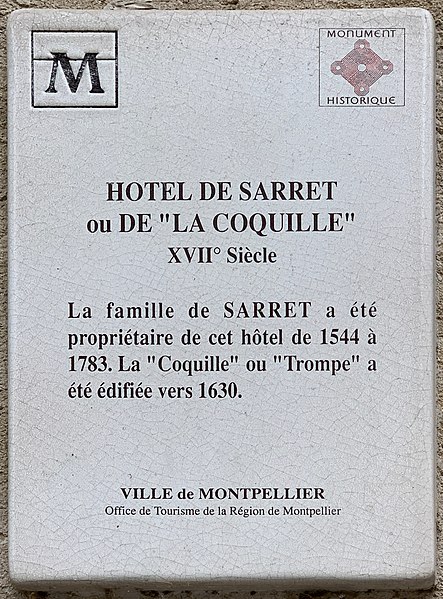 M
MONUMENT
HISTORIQUE
HOTEL DE SARRET
ou DE "LA COQUILLE"
XVII° Siècle
La famille de SARRET a été
propriétaire de cet hôtel de 1544 à
1783. La "Coquille" ou "Trompe" a
été édifiée vers 1630.
VILLE de MONTPELLIER
Office de Tourisme de la Région de Montpellier